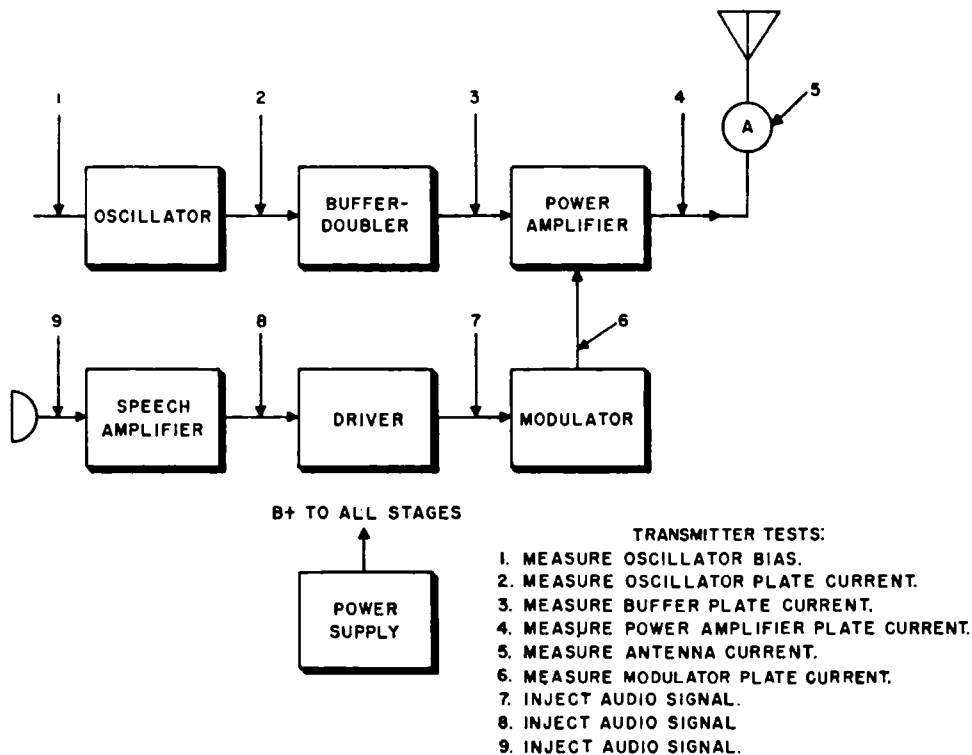 1
2
3
4
5
A
OSCILLATOR
BUFFER-
DOUBLER
POWER
AMPLIFIER
9
8
7
6
SPEECH
AMPLIFIER
DRIVER
MODULATOR
B+ TO ALL STAGES
POWER
SUPPLY
TRANSMITTER TESTS:
1. MEASURE OSCILLATOR BIAS.
2. MEASURE OSCILLATOR PLATE CURRENT.
3. MEASURE BUFFER PLATE CURRENT.
4. MEASURE POWER AMPLIFIER PLATE CURRENT.
5. MEASURE ANTENNA CURRENT.
6. MEASURE MODULATOR PLATE CURRENT.
7. INJECT AUDIO SIGNAL.
8. INJECT AUDIO SIGNAL
9. INJECT AUDIO SIGNAL.